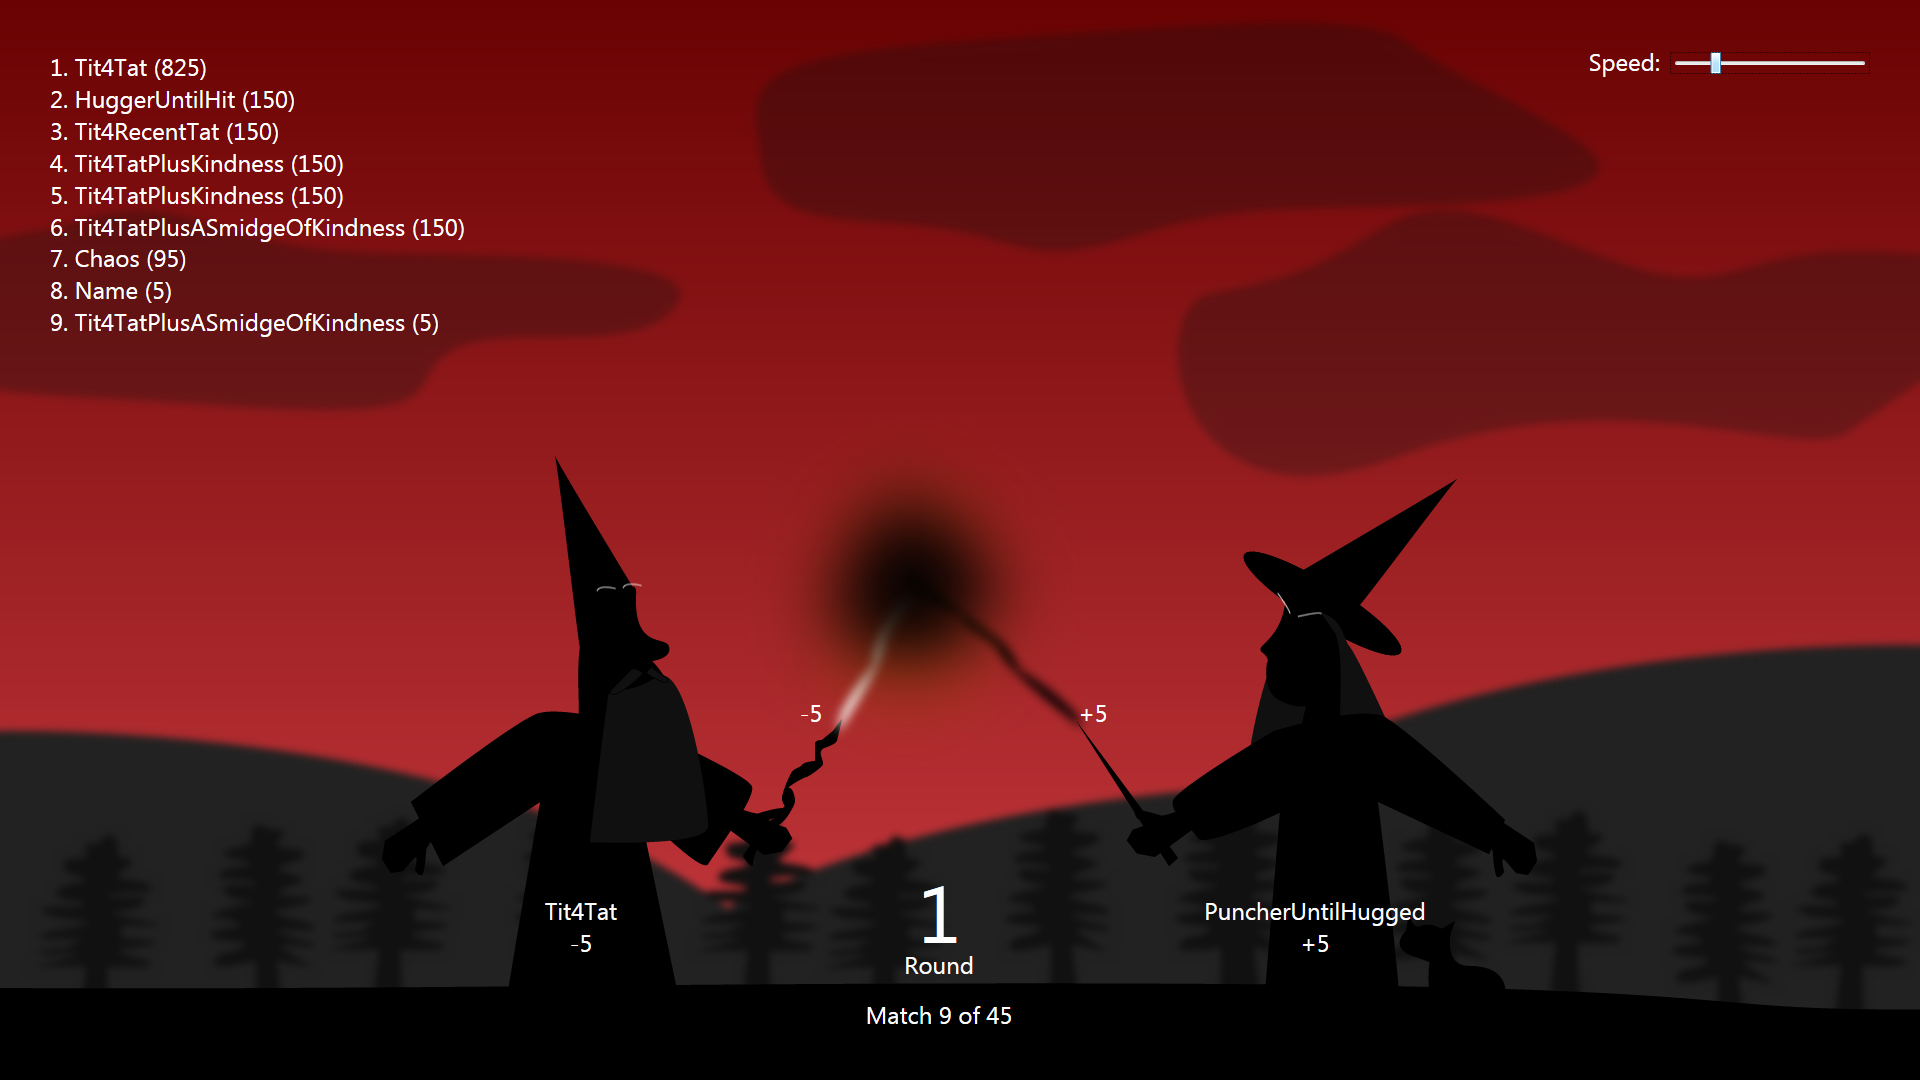 1. Tit4Tat (825)
2. HuggerUntilHit (150)
3. Tit4RecentTat (150)
4. Tit4TatPlusKindness (150)
5. Tit4TatPlusKindness (150)
6. Tit4TatPlusASmidgeOfKindness (150)
7. Chaos (95)
8. Name (5)
9. Tit4TatPlusASmidgeOfKindness (5)
Speed:
-5
+5
Tit4Tat
-5
1
Round
PuncherUntilHugged
+5
Match 9 of 45